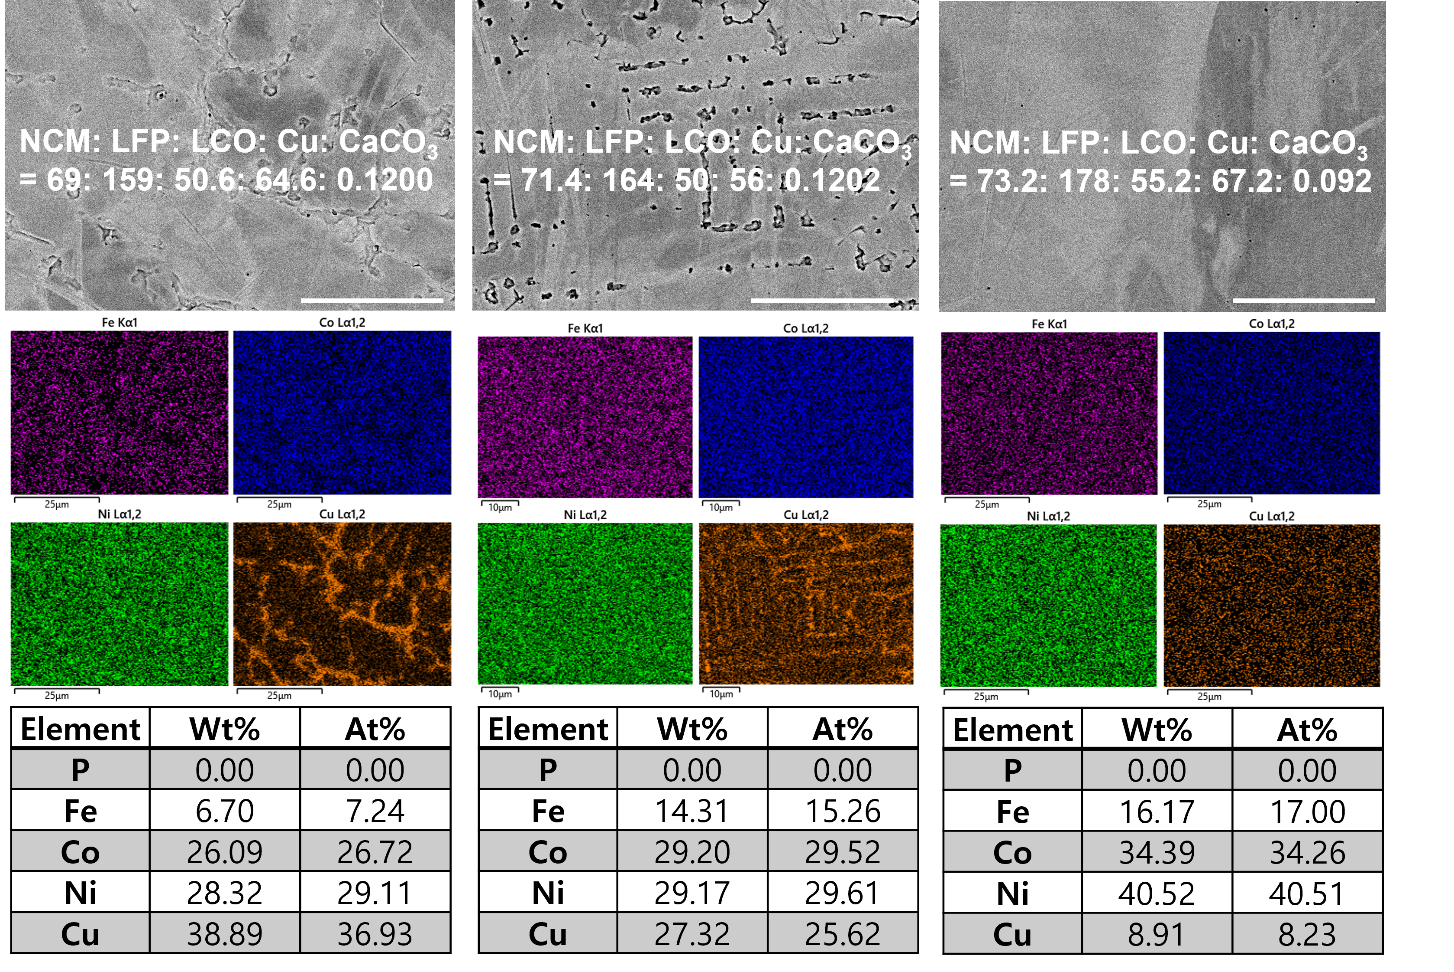 NCM: LFP: LCO: Cu: CaCO3
= 69: 159: 50.6: 64.6: 0.1200
Fe Kα1
Co Lα1,2
25μm
25μm
Ni Lα1,2
Cu Lα1,2
25μm
25μm
Element Wt% At%
P 0.00 0.00
Fe 6.70 7.24
Co 26.09 26.72
Ni 28.32 29.11
Cu 38.89 36.93
NCM: LFP: LCO: Cu: CaCO3
= 71.4: 164: 50: 56: 0.1202
Fe Kα1
Co Lα1,2
10μm
10μm
Ni Lα1,2
Cu Lα1,2
10μm
10μm
Element Wt% At%
P 0.00 0.00
Fe 14.31 15.26
Co 29.20 29.52
Ni 29.17 29.61
Cu 27.32 25.62
NCM: LFP: LCO: Cu: CaCO3
= 73.2: 178: 55.2: 67.2: 0.092
Fe Kα1
Co Lα1,2
25μm
25μm
Ni Lα1,2
Cu Lα1,2
25μm
25μm
Element Wt% At%
P 0.00 0.00
Fe 16.17 17.00
Co 34.39 34.26
Ni 40.52 40.51
Cu 8.91 8.23